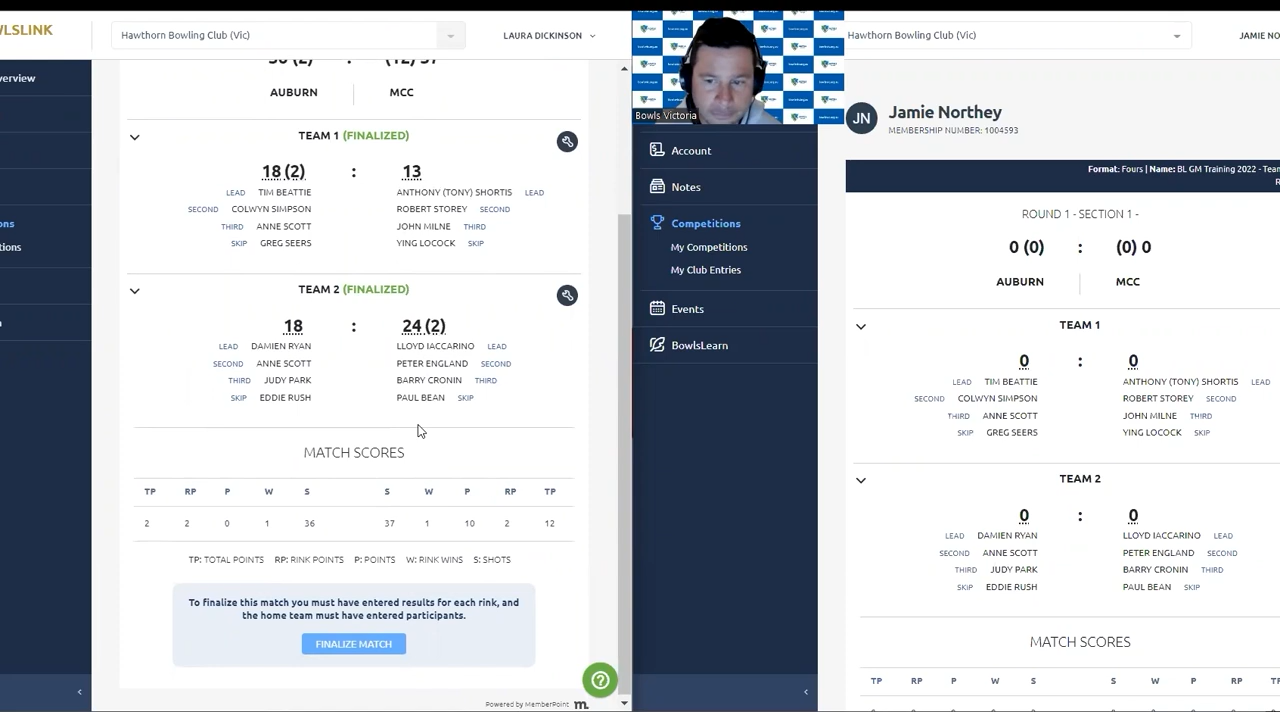 WLSLINK
Hawthorn Bowling Club (Vic)
LAURA DICKINSON
verview
ons
tions
AUBURN
MCC
TEAM 1 (FINALIZED)
18 (2) : 13
LEAD TIM BEATTIE ANTHONY (TONY) SHORTIS LEAD
SECOND COLWYN SIMPSON ROBERT STOREY SECOND
THIRD ANNE SCOTT JOHN MILNE THIRD
SKIP GREG SEERS YING LOCOCK SKIP
TEAM 2 (FINALIZED)
18 : 24 (2)
LEAD DAMIEN RYAN LLOYD IACCARINO LEAD
SECOND ANNE SCOTT PETER ENGLAND SECOND
THIRD JUDY PARK BARRY CRONIN THIRD
SKIP EDDIE RUSH PAUL BEAN SKIP
MATCH SCORES
TP RP P W S S W P RP TP
2 2 0 1 36 37 1 10 2 12
TP: TOTAL POINTS RP: RINK POINTS P: POINTS W: RINK WINS S: SHOTS
To finalize this match you must have entered results for each rink, and
the home team must have entered participants.
FINALIZE MATCH
Powered by MemberPoint m.
Bowls Victoria
Account
Notes
Competitions
My Competitions
My Club Entries
Events
BowlsLearn
Hawthorn Bowling Club (Vic)
JAMIE NO
JN
Jamie Northey
MEMBERSHIP NUMBER: 1004593
Format: Fours | Name: BL GM Training 2022 - Tea
R
ROUND 1 - SECTION 1 -
0 (0) : (0) 0
AUBURN
MCC
TEAM 1
0 : 0
LEAD TIM BEATTIE ANTHONY (TONY) SHORTIS LEAD
SECOND COLWYN SIMPSON ROBERT STOREY SECOND
THIRD ANNE SCOTT JOHN MILNE THIRD
SKIP GREG SEERS YING LOCOCK SKIP
TEAM 2
0 : 0
LEAD DAMIEN RYAN LLOYD IACCARINO LEAD
SECOND ANNE SCOTT PETER ENGLAND SECOND
THIRD JUDY PARK BARRY CRONIN THIRD
SKIP EDDIE RUSH PAUL BEAN SKIP
MATCH SCORES
TP RP P W S S W P RP TP